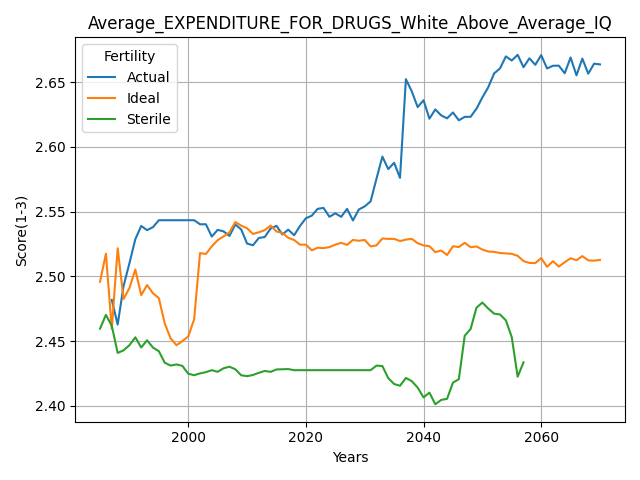 Average_EXPENDITURE_FOR_DRUGS_White_Above_Average_IQ
Fertility
Actual
Ideal
Sterile
Score(1-3)
2.65
2.60
2.55
2.50
2.45
2.40
2000 2020 2040 2060
Years